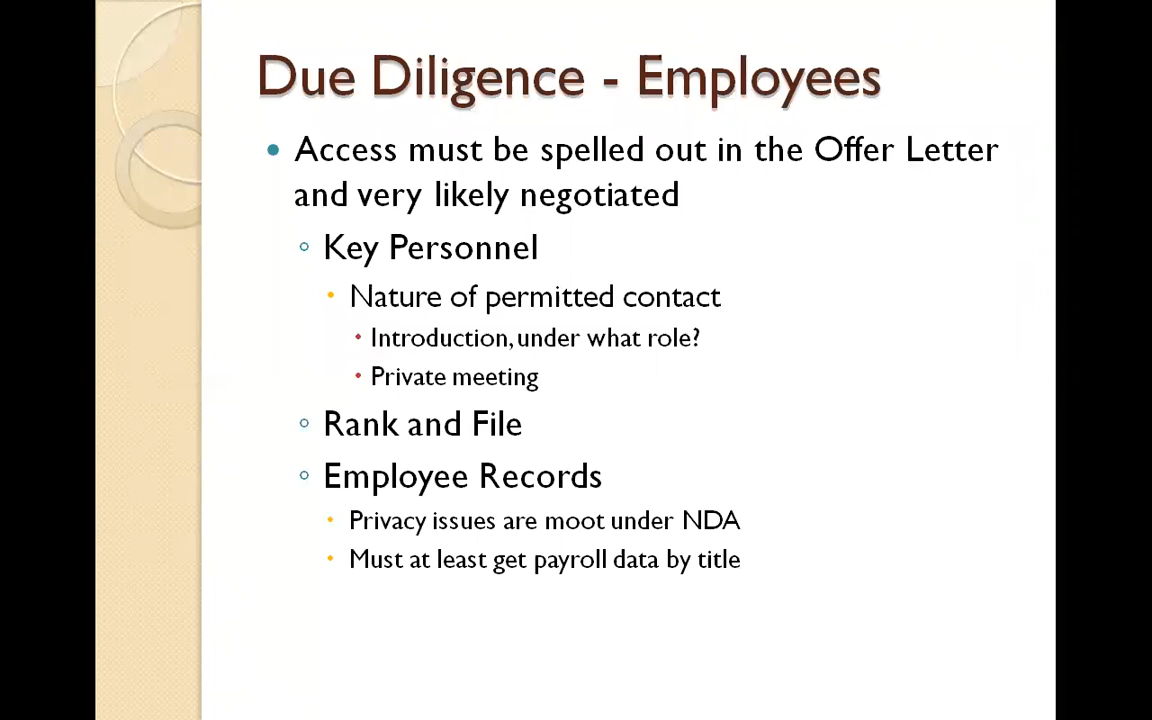 Due Diligence - Employees
Access must be spelled out in the Offer Letter
and very likely negotiated
Key Personnel
Nature of permitted contact
Introduction, under what role?
Private meeting
Rank and File
Employee Records
Privacy issues are moot under NDA
Must at least get payroll data by title